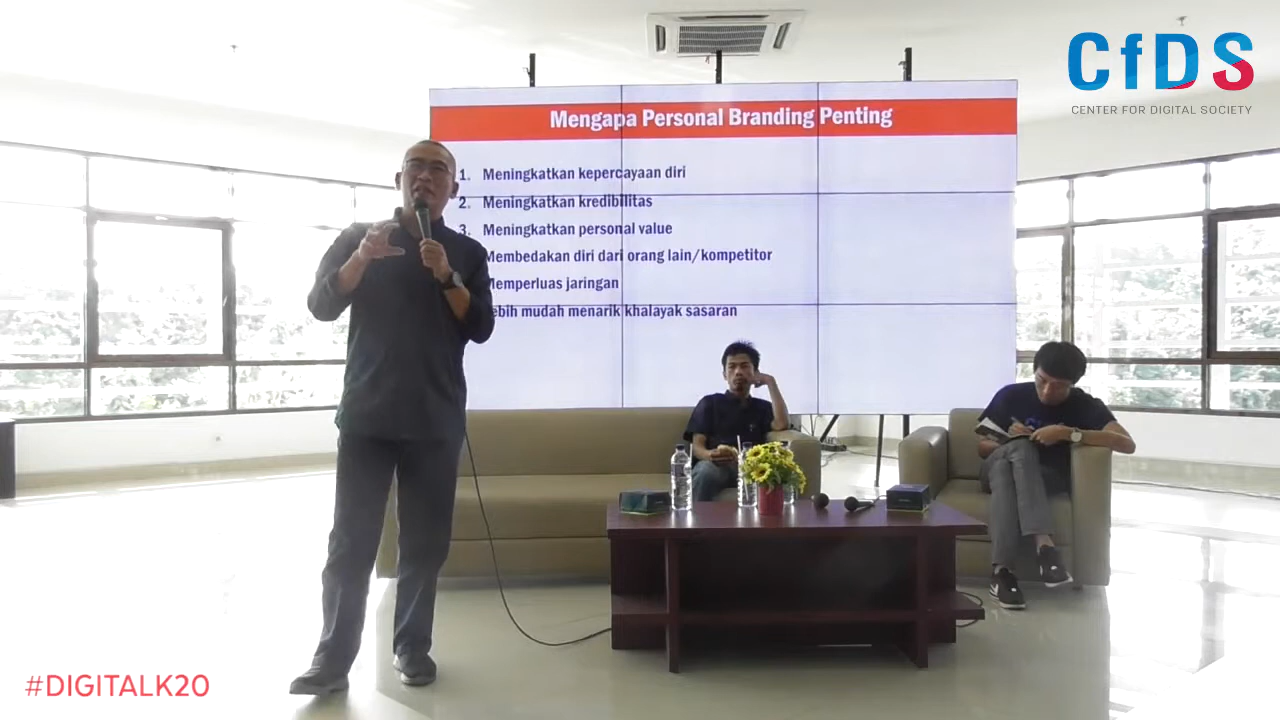 CfDS
CENTER FOR DIGITAL SOCIETY
Mengapa Personal Branding Penting
1. Meningkatkan kepercayaan diri
2. Meningkatkan kredibilitas
3. Meningkatkan personal value
Membedakan diri dari orang lain/kompetitor
Memperluas jaringan
ebih mudah menarik khalayak sasaran
#DIGITALK20